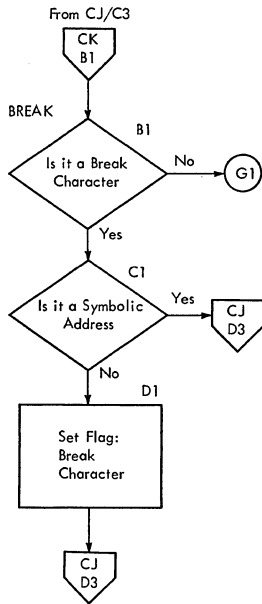 From CJ/C3
CK
B1
BREAK
B1
Is it a Break
Character
No
G1
Yes
C1
Is it a Symbolic
Address
Yes
CJ
D3
No
D1
Set Flag:
Break
Character
CJ
D3